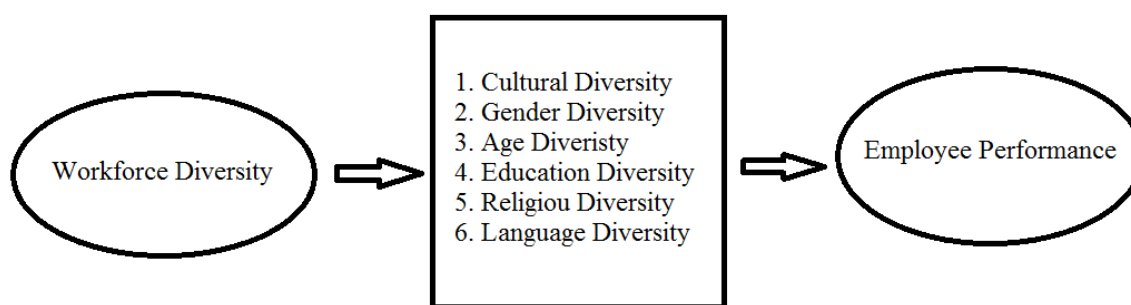 Workforce Diversity
1. Cultural Diversity
2. Gender Diversity
3. Age Diveristy
4. Education Diversity
5. Religiou Diversity
6. Language Diversity
Employee Performance